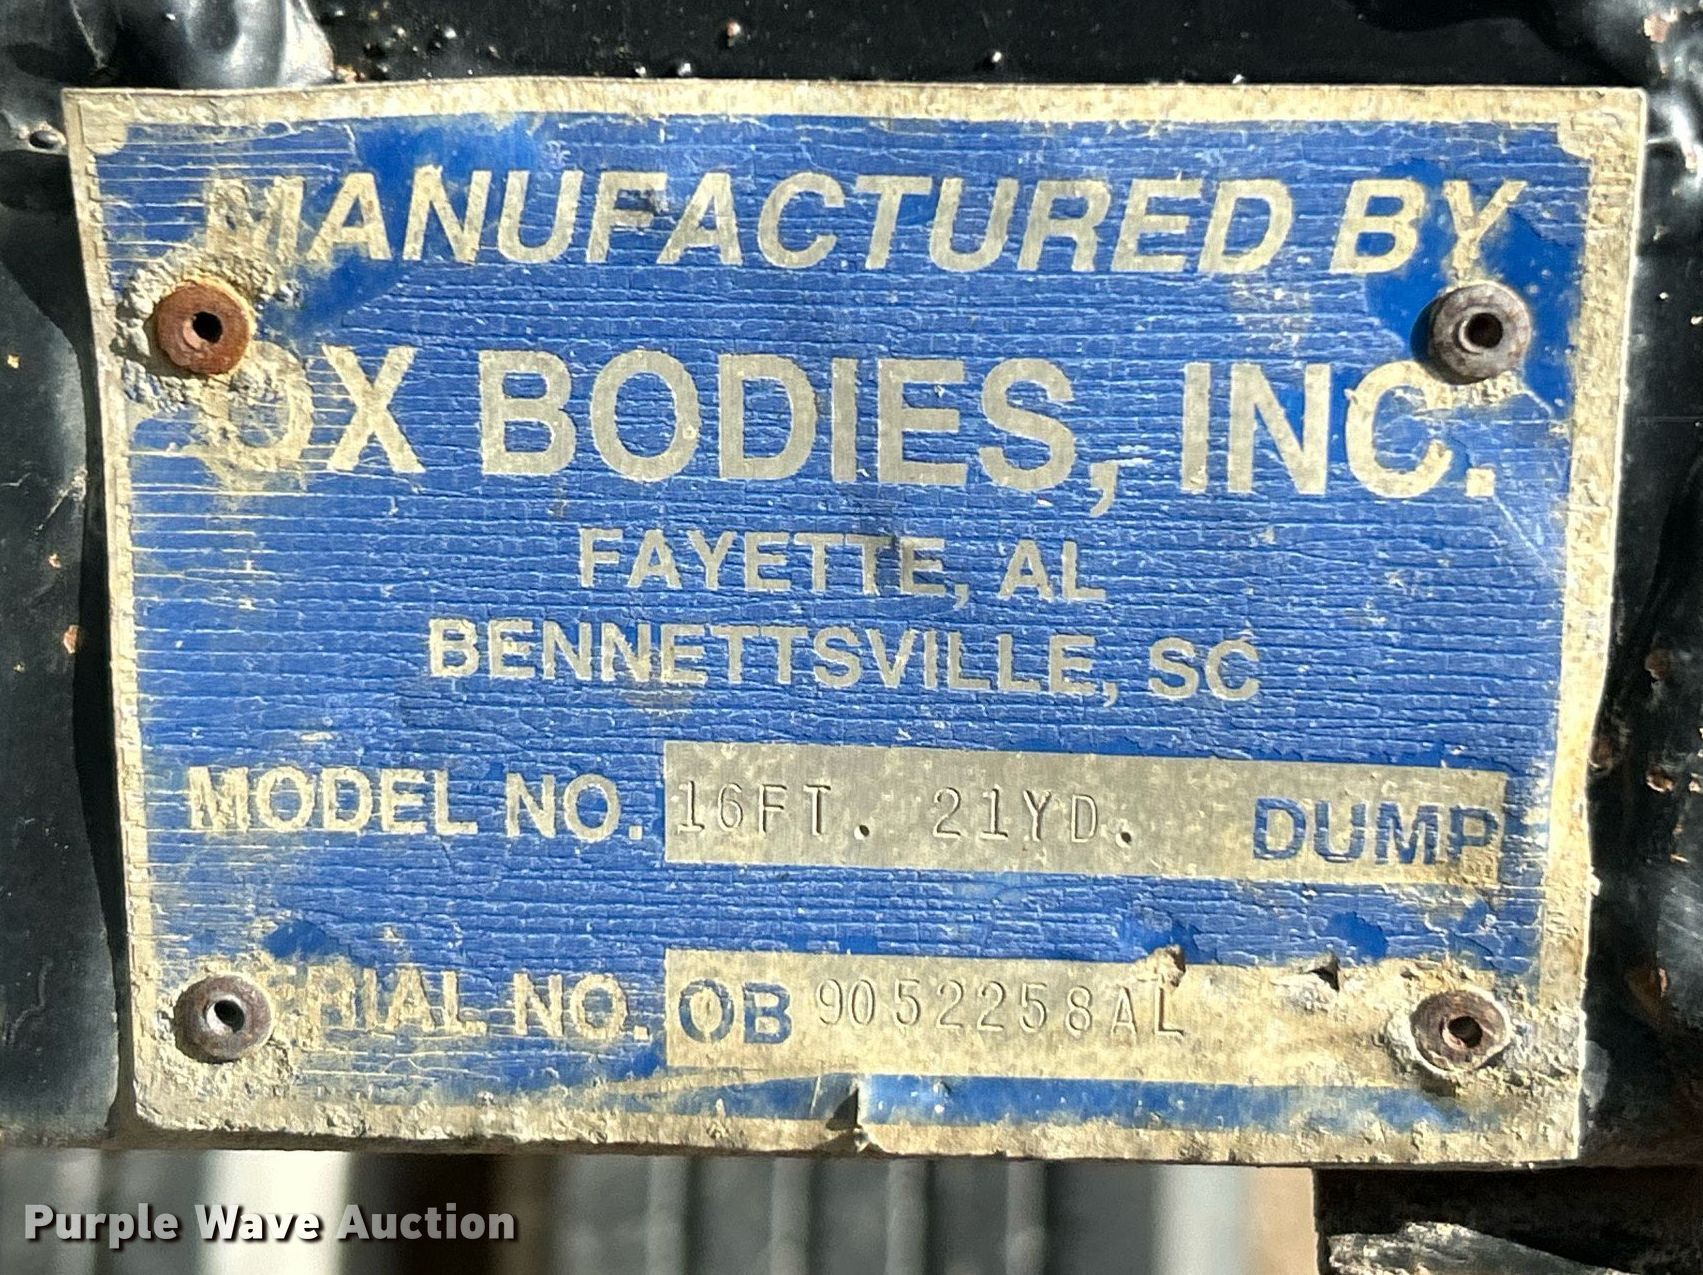 MANUFACTURED BY
OX BODIES, INC.
FAYETTE, AL
BENNETTSVILLE, SC
MODEL NO. 16FT. 21YD. DUMP
SERIAL NO. OB 9052258AL
Purple Wave Auction